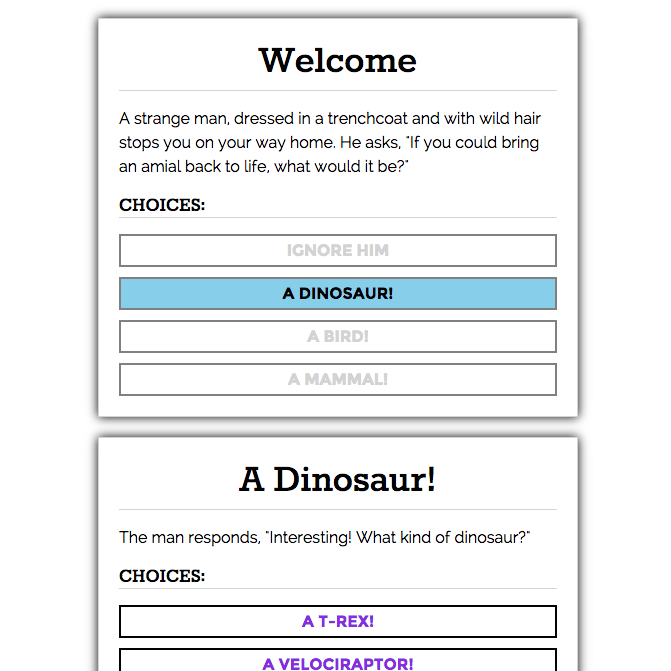 Welcome
A strange man, dressed in a trenchcoat and with wild hair
stops you on your way home. He asks, "If you could bring
an amial back to life, what would it be?"
CHOICES:
IGNORE HIM
A DINOSAUR!
A BIRD!
A MAMMAL!
A Dinosaur!
The man responds, "Interesting! What kind of dinosaur?"
CHOICES:
A T-REX!
A VELOCIRAPTOR!